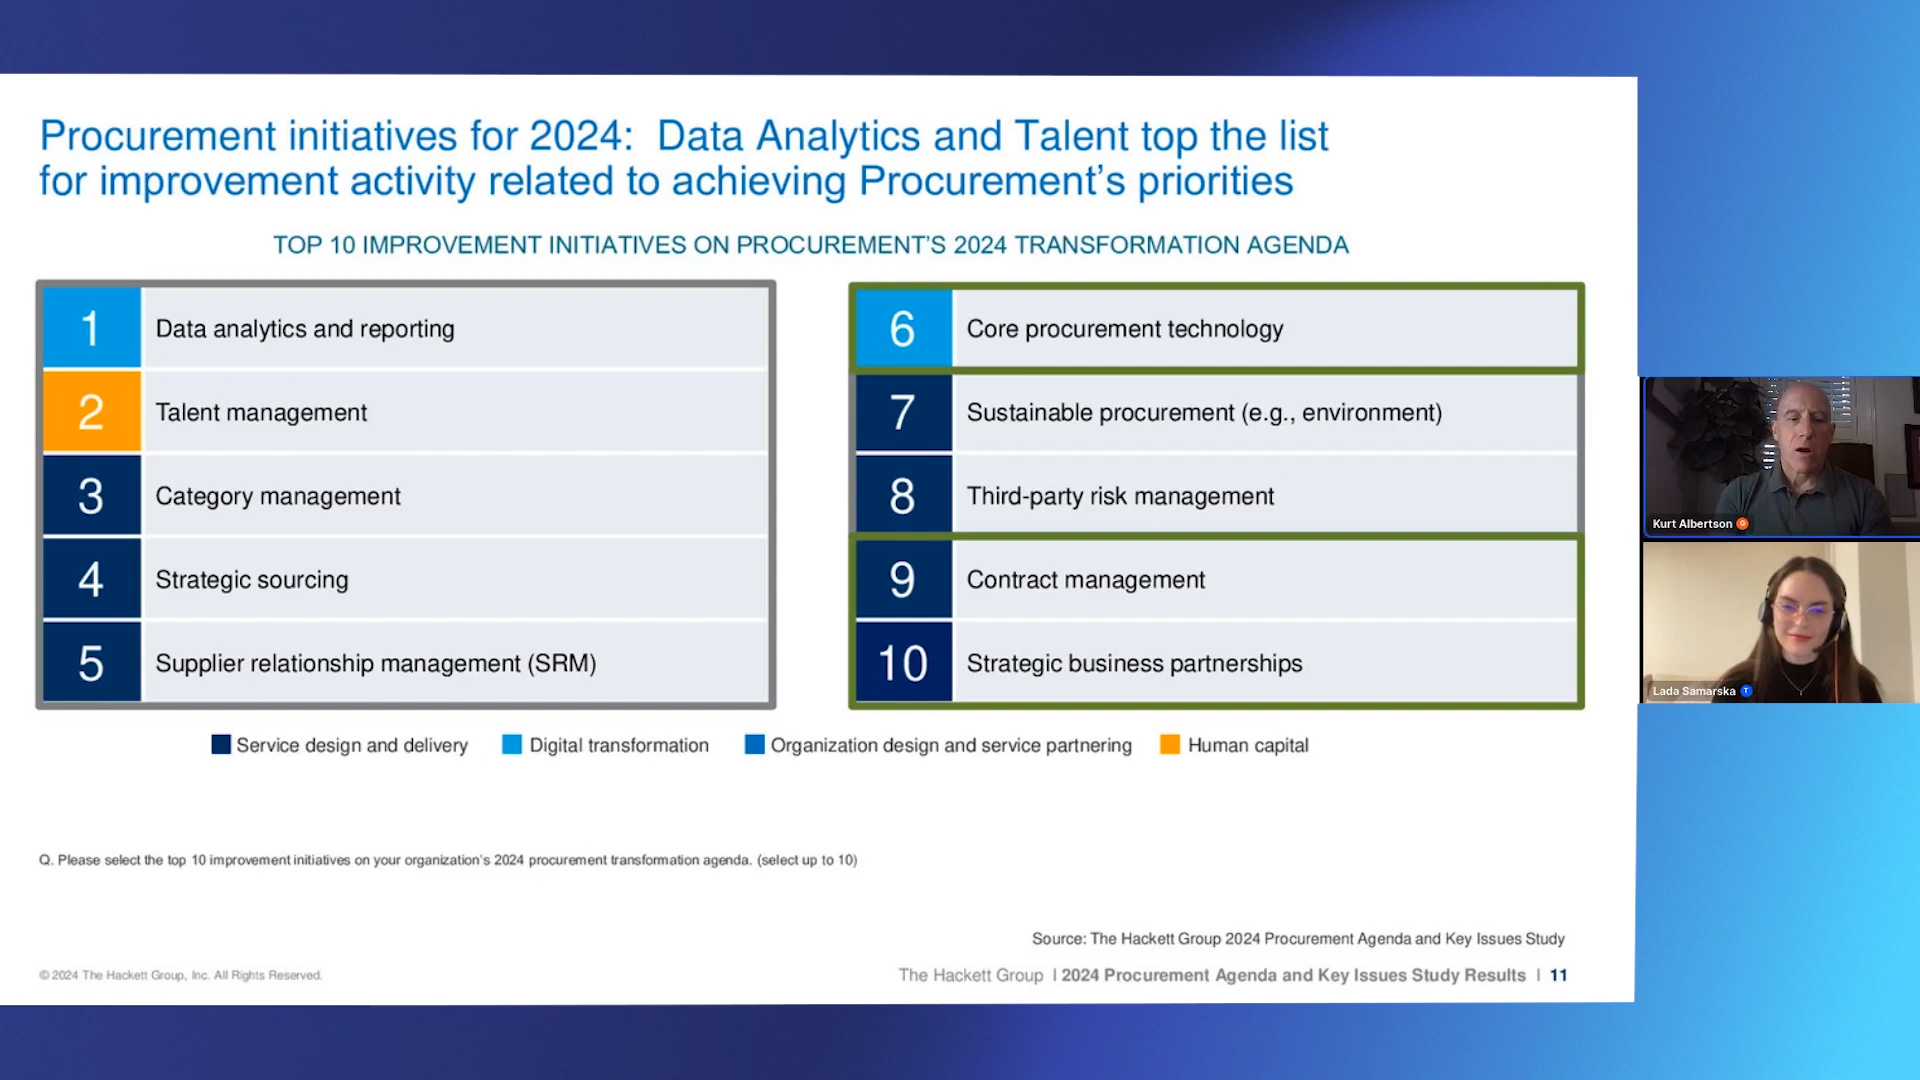 Procurement initiatives for 2024: Data Analytics and Talent top the list
for improvement activity related to achieving Procurement’s priorities
TOP 10 IMPROVEMENT INITIATIVES ON PROCUREMENT’S 2024 TRANSFORMATION AGENDA
1 Data analytics and reporting
2 Talent management
3 Category management
4 Strategic sourcing
5 Supplier relationship management (SRM)
6 Core procurement technology
7 Sustainable procurement (e.g., environment)
8 Third-party risk management
9 Contract management
10 Strategic business partnerships
Service design and delivery Digital transformation Organization design and service partnering Human capital
Q. Please select the top 10 improvement initiatives on your organization’s 2024 procurement transformation agenda. (select up to 10)
Source: The Hackett Group 2024 Procurement Agenda and Key Issues Study
© 2024 The Hackett Group, Inc. All Rights Reserved.
The Hackett Group | 2024 Procurement Agenda and Key Issues Study Results | 11
Kurt Albertson
Lada Samarska T